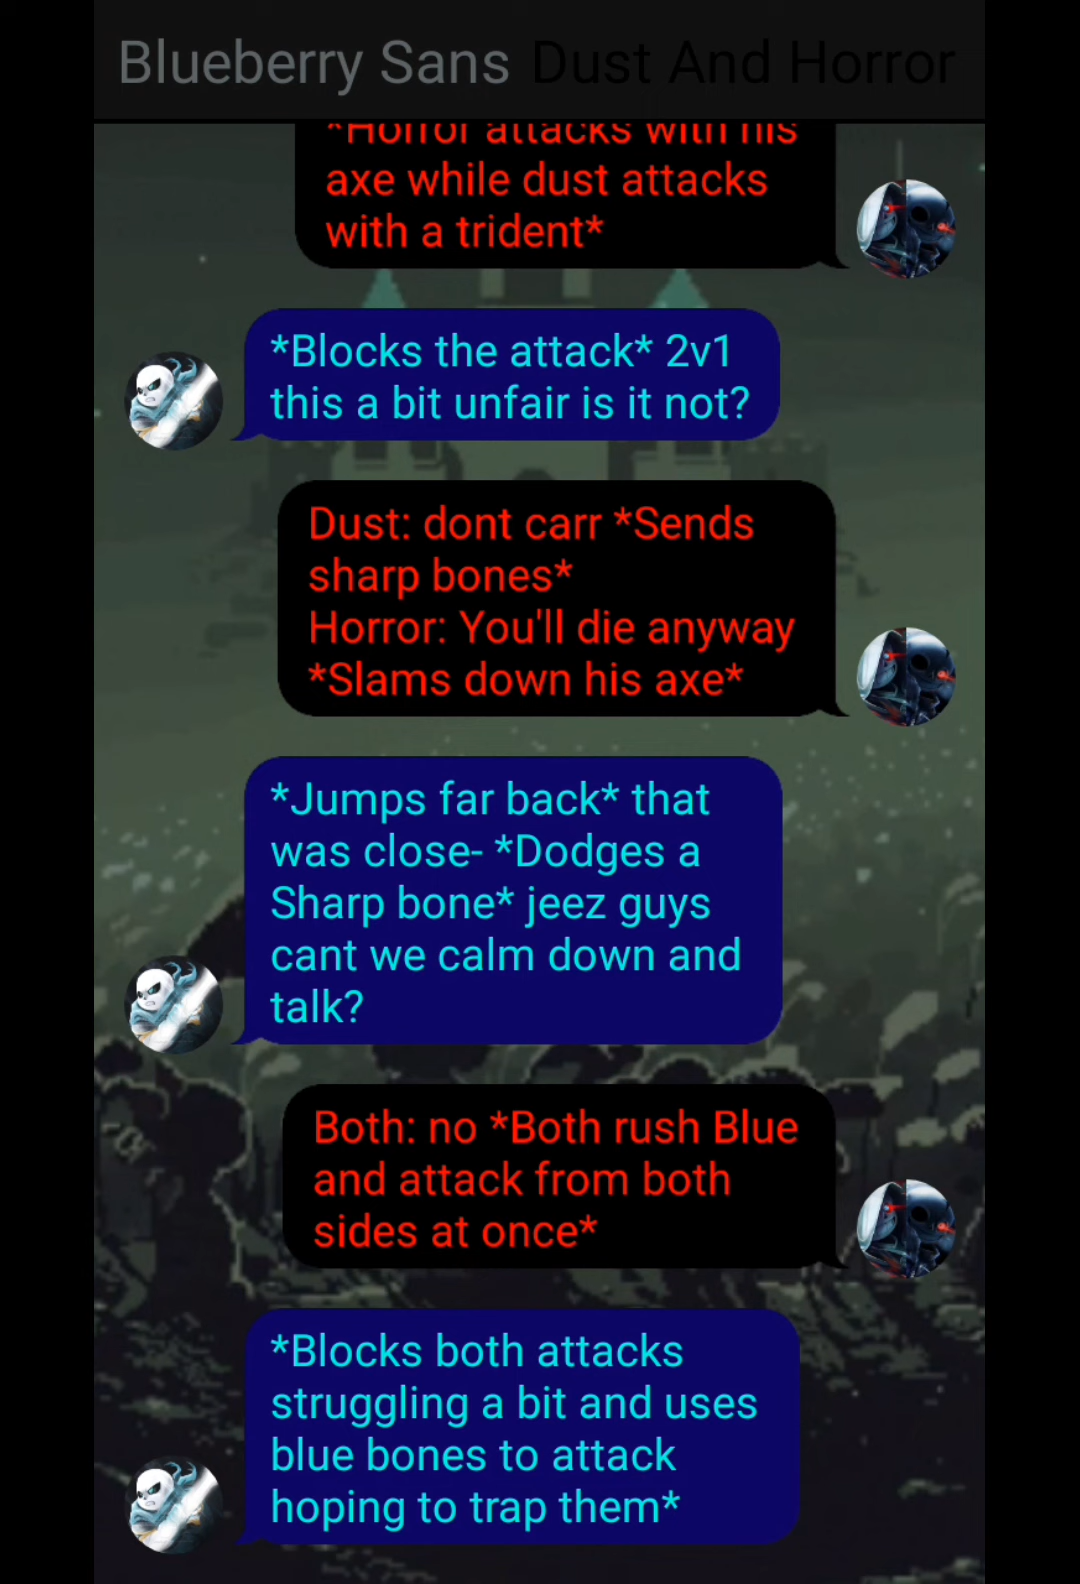 Blueberry Sans Dust And Horror
*Horror attacks with his
axe while dust attacks
with a trident*
*Blocks the attack* 2v1
this a bit unfair is it not?
Dust: dont carr *Sends
sharp bones*
Horror: You'll die anyway
*Slams down his axe*
*Jumps far back* that
was close- *Dodges a
Sharp bone* jeez guys
cant we calm down and
talk?
Both: no *Both rush Blue
and attack from both
sides at once*
*Blocks both attacks
struggling a bit and uses
blue bones to attack
hoping to trap them*